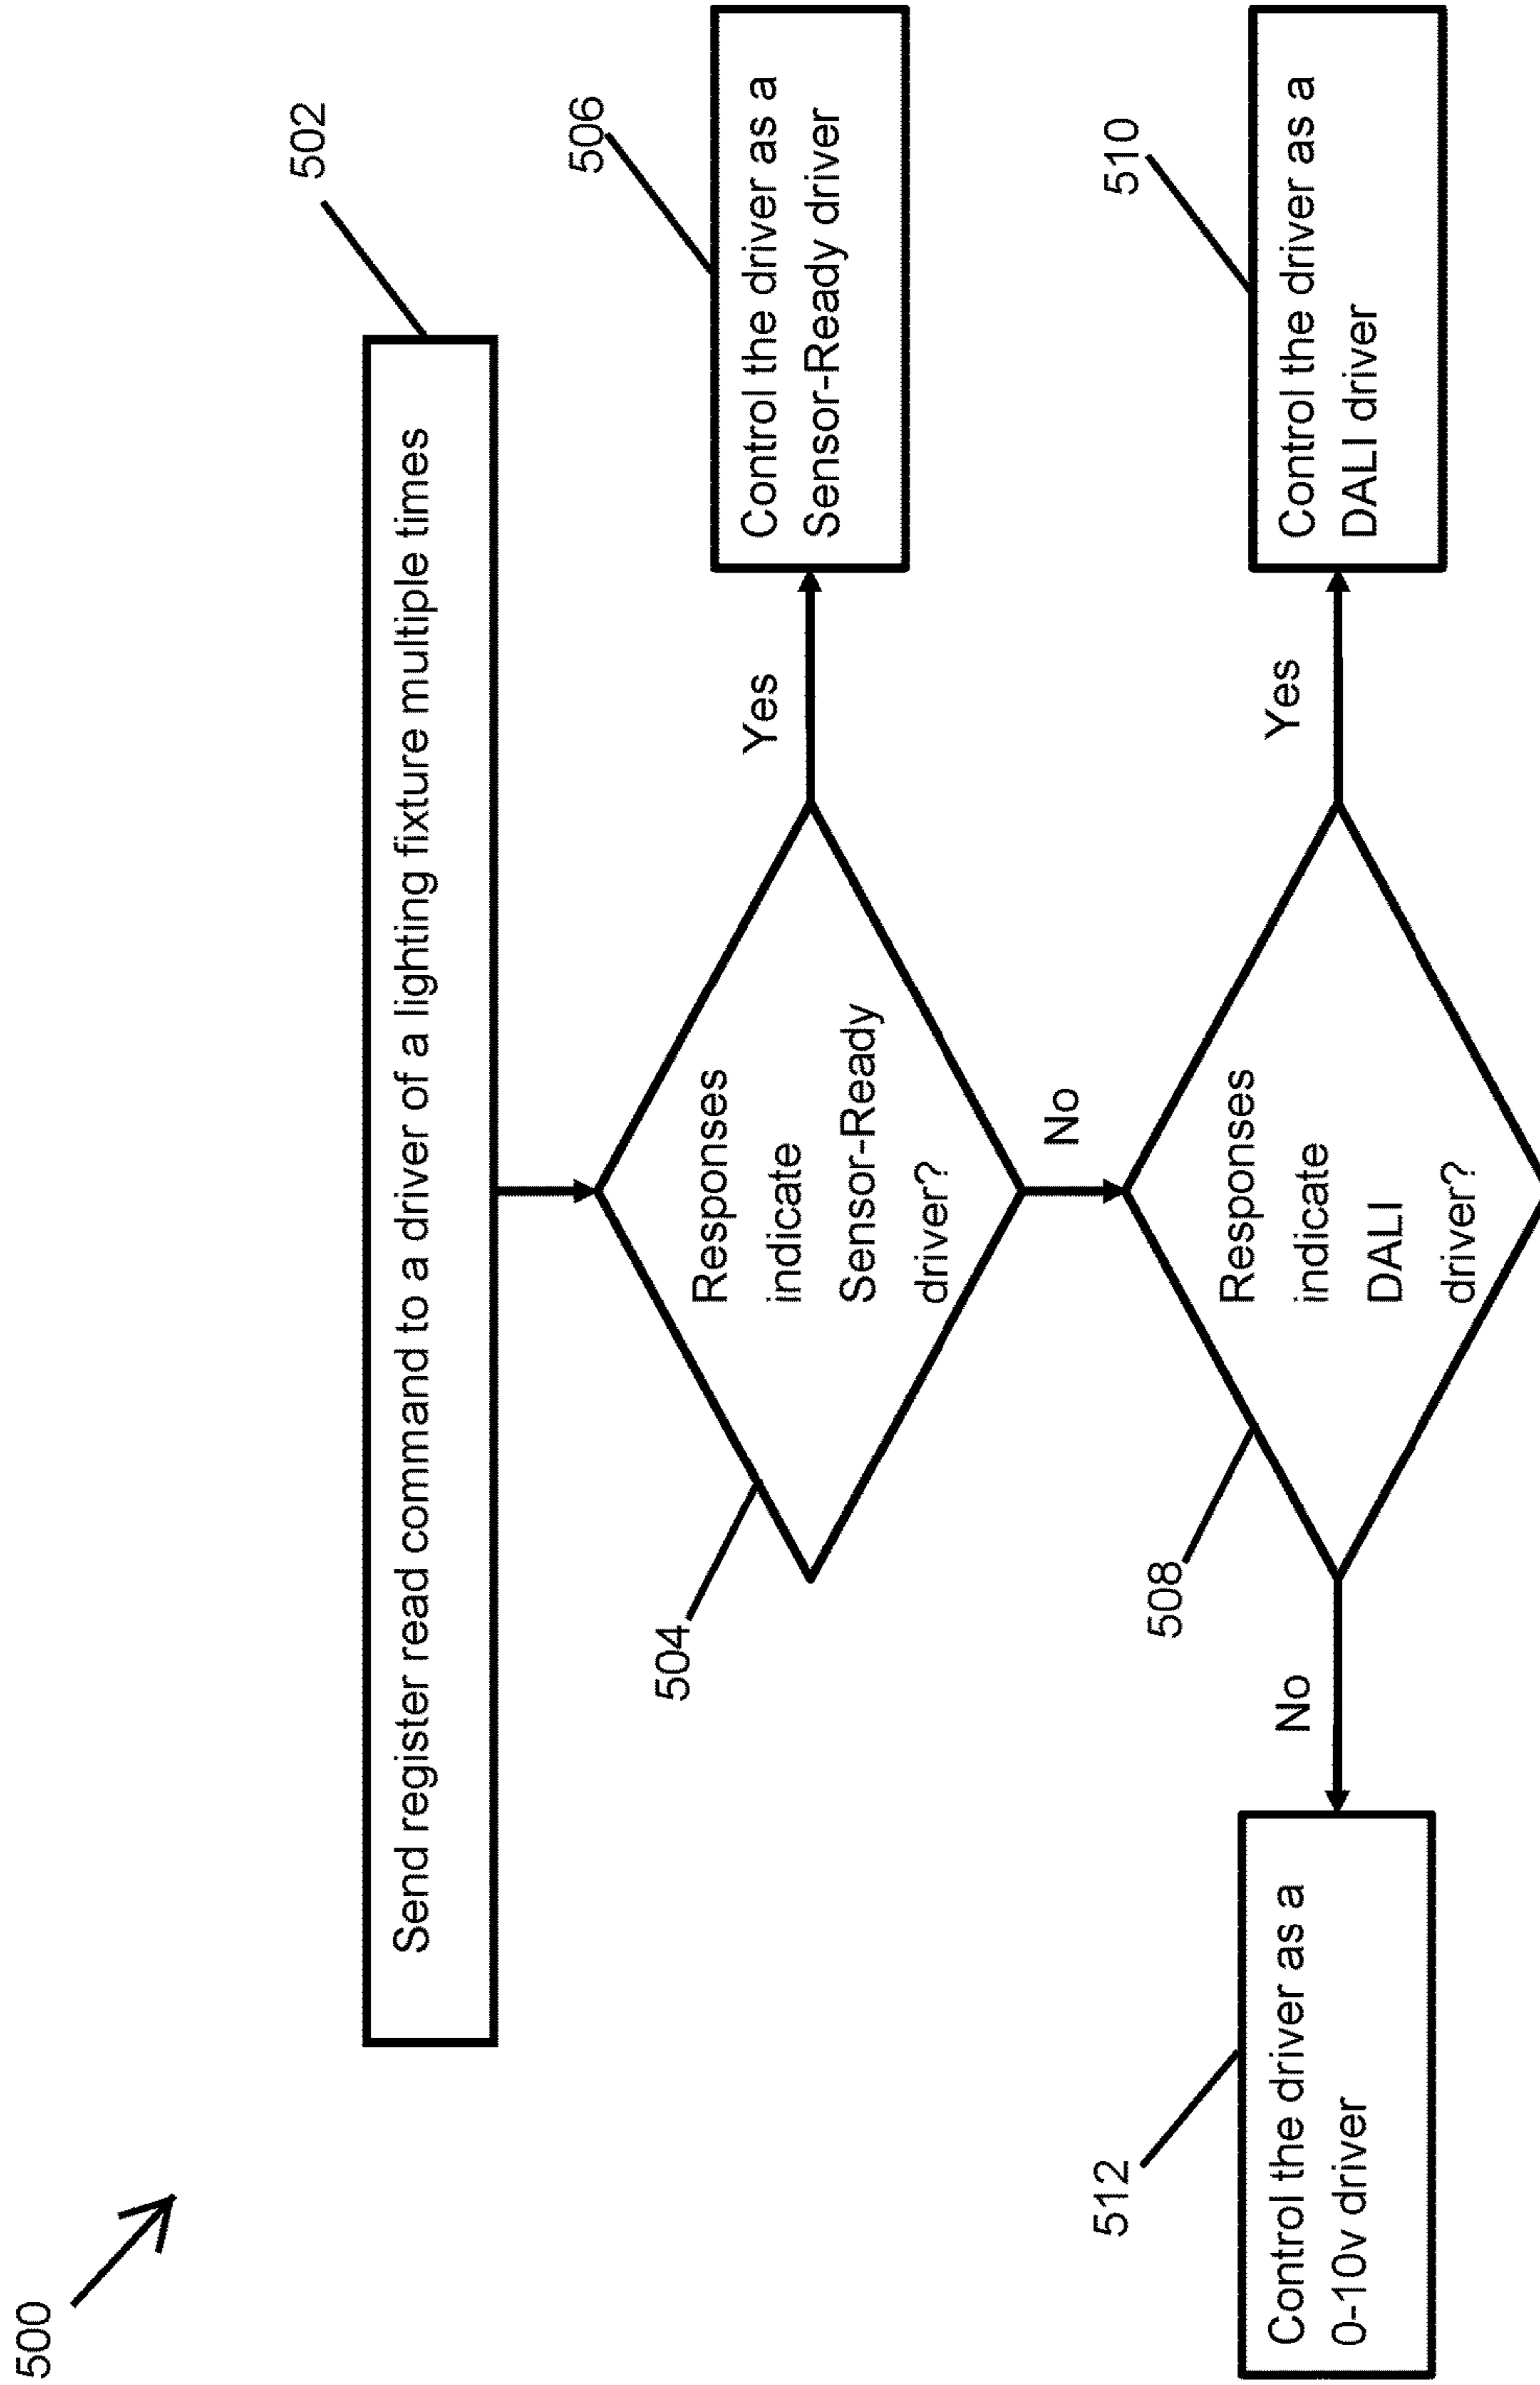 500
502
Send register read command to a driver of a lighting fixture multiple times
504
Responses
indicate
Sensor-Ready
driver?
Yes
506
Control the driver as a
Sensor-Ready driver
No
508
Responses
indicate
DALI
driver?
Yes
510
Control the driver as a
DALI driver
No
512
Control the driver as a
0-10v driver